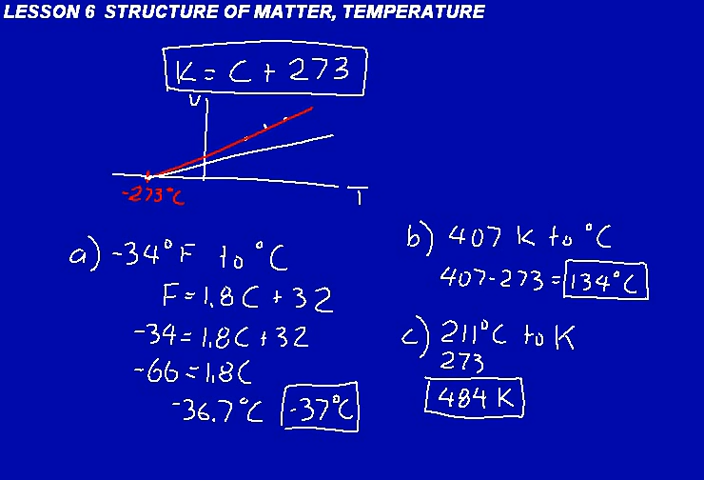 LESSON 6 STRUCTURE OF MATTER, TEMPERATURE
K = C + 273
V
-273°C
T
a) -34°F to °C
F = 1.8C + 32
-34 = 1.8C + 32
-66 = 1.8C
-36.7°C -37°C
b) 407 K to °C
407-273 = 134°C
c) 211°C to K
273
484 K